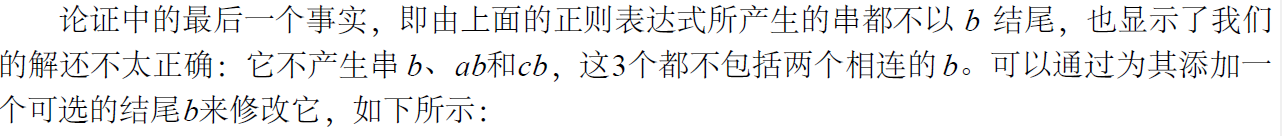 论证中的最后一个事实，即由上面的正则表达式所产生的串都不以 b 结尾，也显示了我们
的解还不太正确：它不产生串 b、ab和cb，这3个都不包括两个相连的 b。可以通过为其添加一
个可选的结尾b来修改它，如下所示：